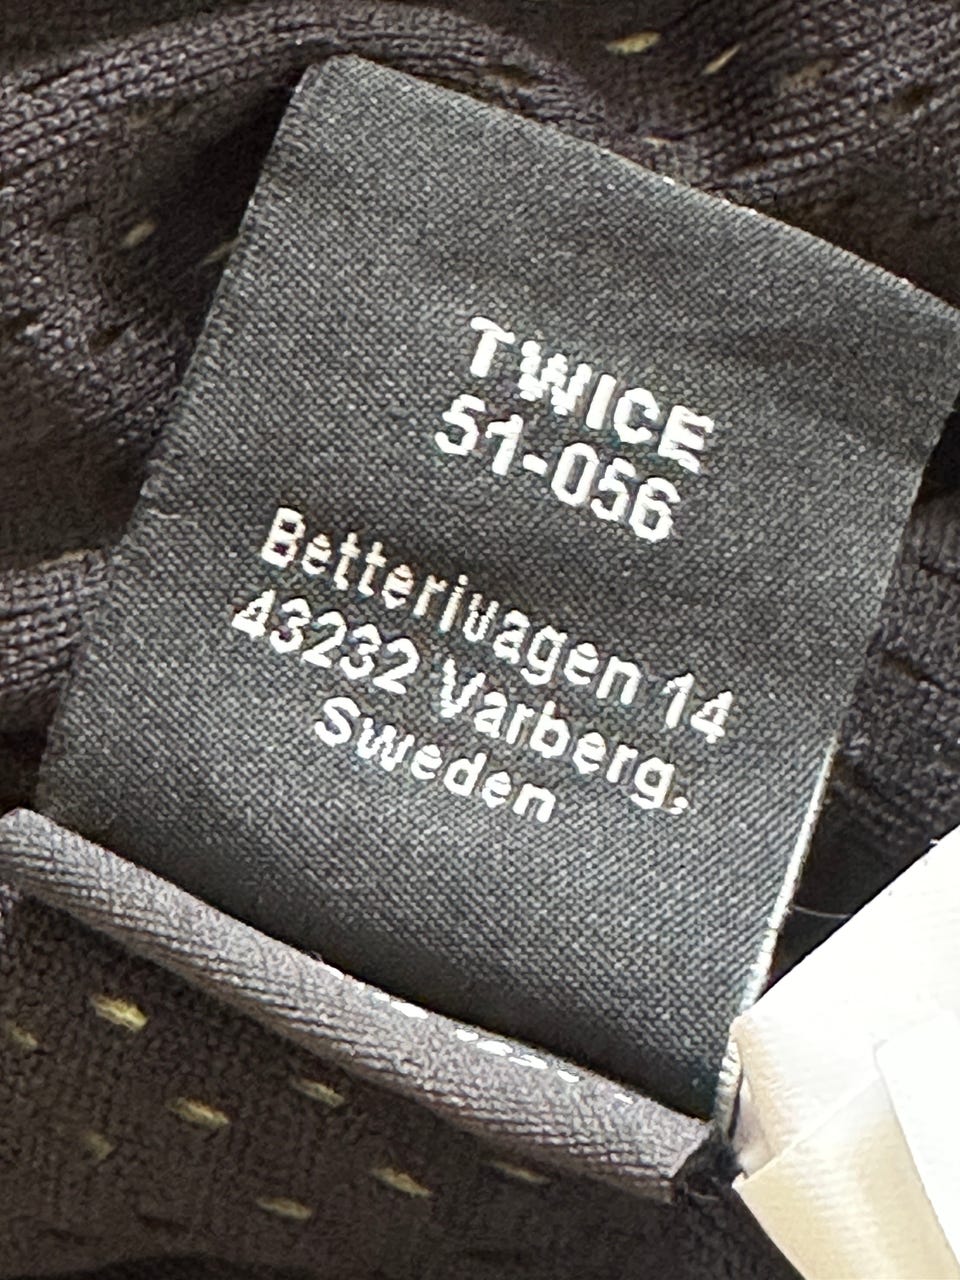 TWICE
51-056
Betterivagen 14
43232 Varberg.
Sweden